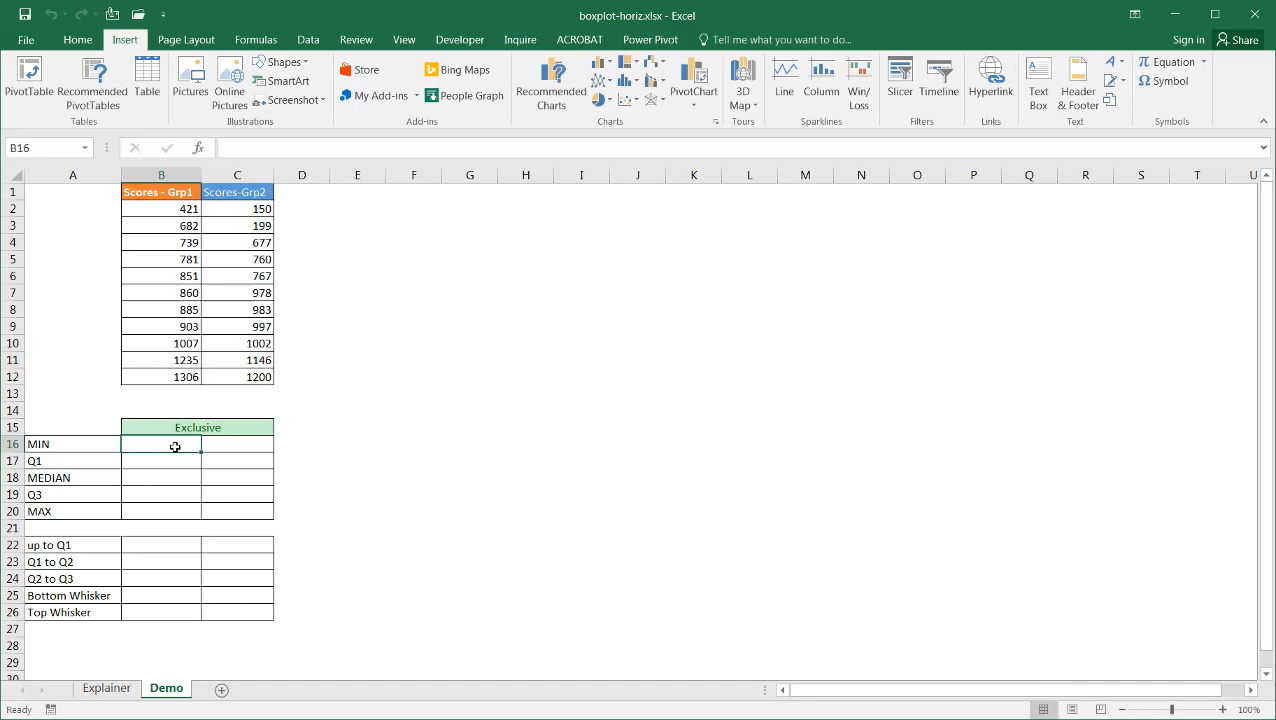 boxplot-horiz.xlsx - Excel
File Home Insert Page Layout Formulas Data Review View Developer Inquire ACROBAT Power Pivot Tell me what you want to do... Sign in Share
PivotTable Recommended PivotTables Table Pictures Online Pictures Shapes SmartArt Screenshot Store My Add-ins Bing Maps People Graph Recommended Charts PivotChart 3D Map Line Column Win/Loss Slicer Timeline Hyperlink Text Box Header & Footer Equation Symbol
Tables Illustrations Add-ins Charts Tours Sparklines Filters Links Text Symbols
B16 fx
A B C D E F G H I J K L M N O P Q R S T U
1 Scores - Grp1 Scores-Grp2
2 421 150
3 682 199
4 739 677
5 781 760
6 851 767
7 860 978
8 885 983
9 903 997
10 1007 1002
11 1235 1146
12 1306 1200
13
14
15 Exclusive
16 MIN
17 Q1
18 MEDIAN
19 Q3
20 MAX
21
22 up to Q1
23 Q1 to Q2
24 Q2 to Q3
25 Bottom Whisker
26 Top Whisker
27
28
29
30
Explainer Demo
Ready 100%